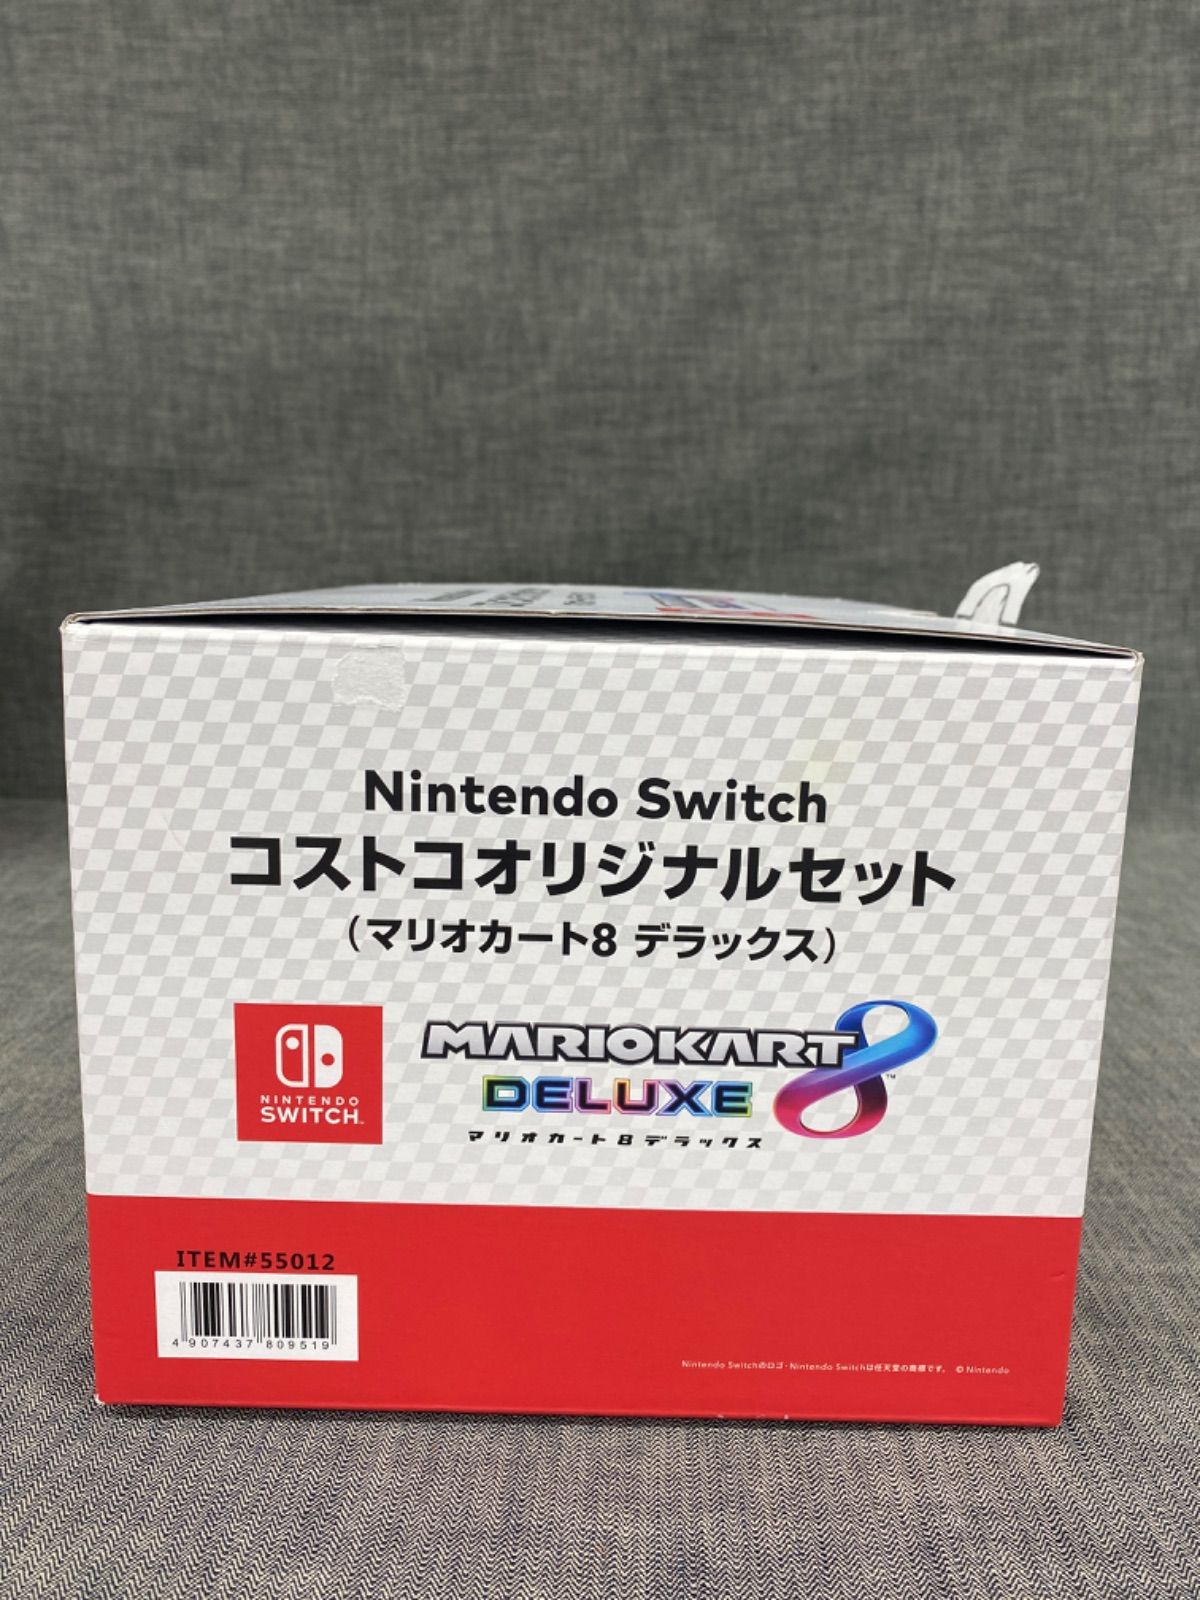 Nintendo Switch
コストコオリジナルセット
(マリオカート8 デラックス)
NINTENDO
SWITCH™
MARIOKART 8™
DELUXE
マリオカート8デラックス
ITEM#55012
4 907437 809519
Nintendo Switchのロゴ・Nintendo Switchは任天堂の商標です。 © Nintendo